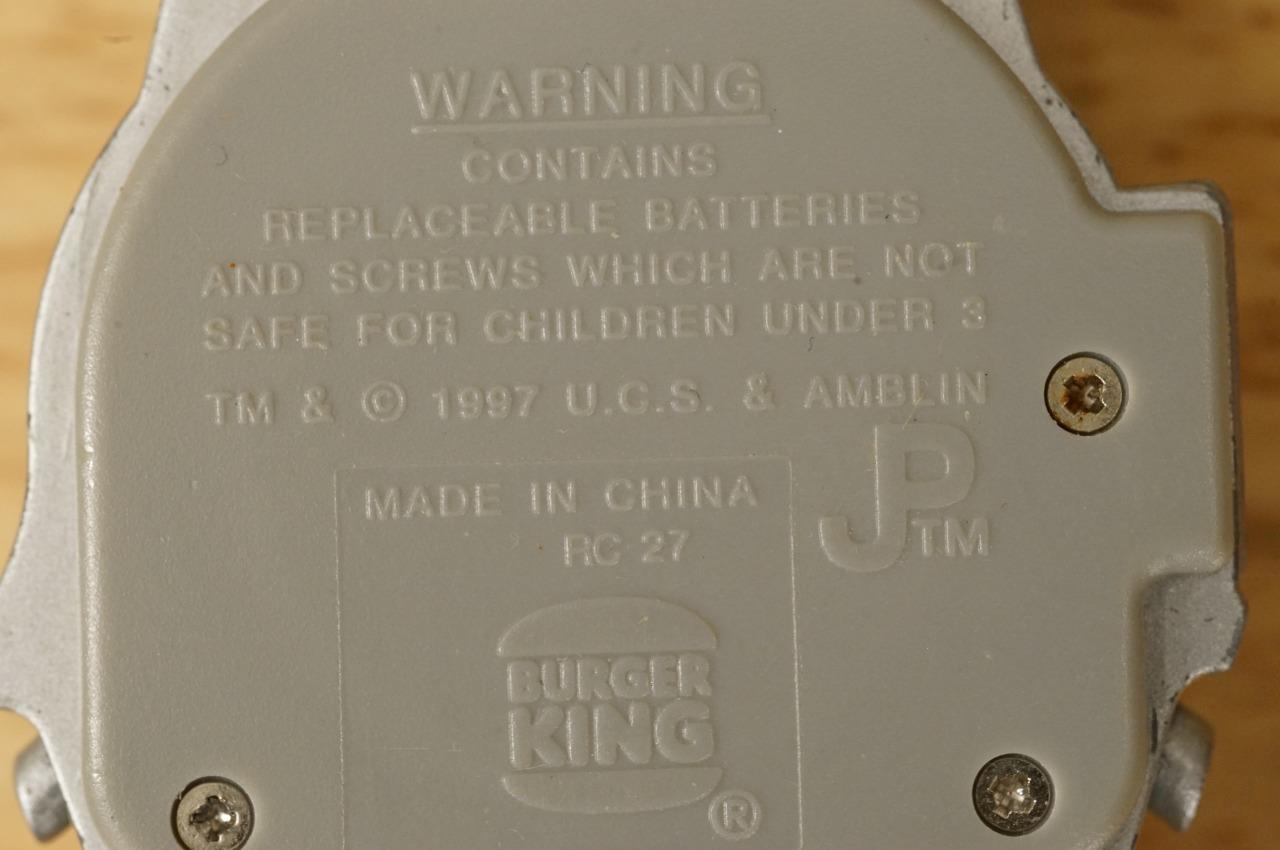 WARNING
CONTAINS
REPLACEABLE BATTERIES
AND SCREWS WHICH ARE NOT
SAFE FOR CHILDREN UNDER 3
TM & © 1997 U.C.S. & AMBLIN
JP TM
MADE IN CHINA
RC 27
BURGER
KING
®